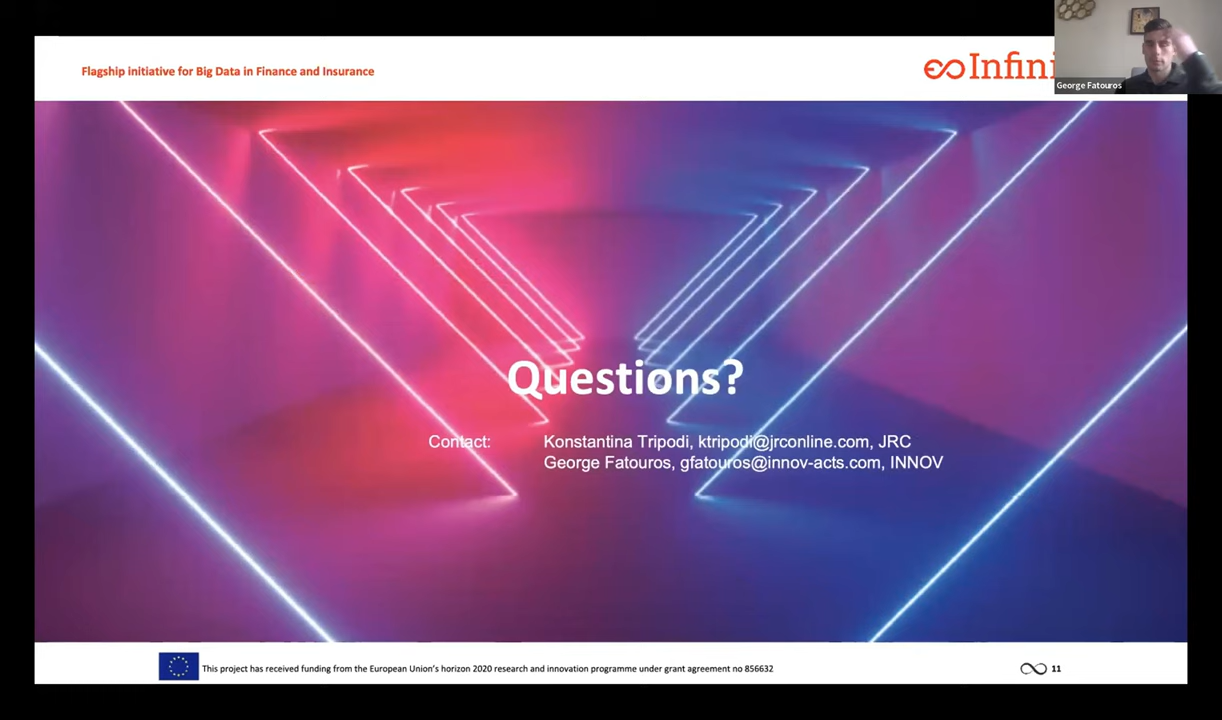 Flagship initiative for Big Data in Finance and Insurance
Infini
George Fatouros
Questions?
Contact: Konstantina Tripodi, ktripodi@jrconline.com, JRC
George Fatouros, gfatouros@innov-acts.com, INNOV
This project has received funding from the European Union's horizon 2020 research and innovation programme under grant agreement no 856632
11